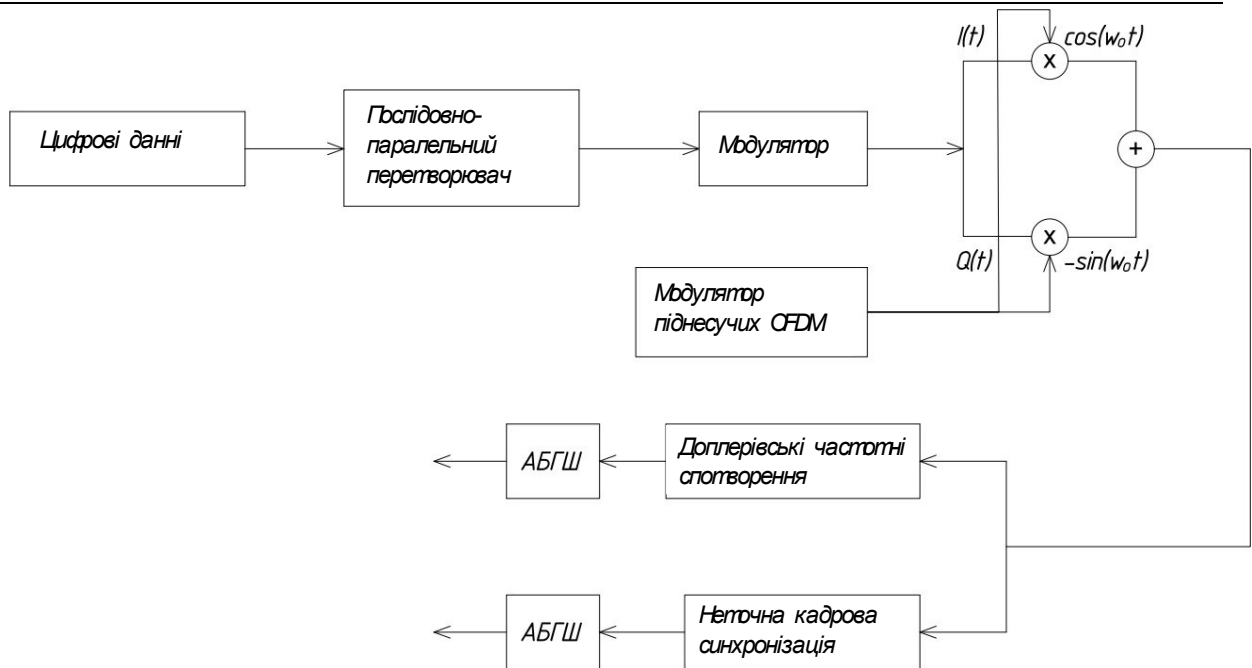 I(t)
cos(w₀t)
x
Цифрові данні
Послідовно-
паралельний
перетворювач
Модулятор
+
x
Q(t)
-sin(w₀t)
Модулятор
піднесучих OFDM
АБГШ
Доплерівські частотні
спотворення
АБГШ
Неточна кадрова
синхронізація